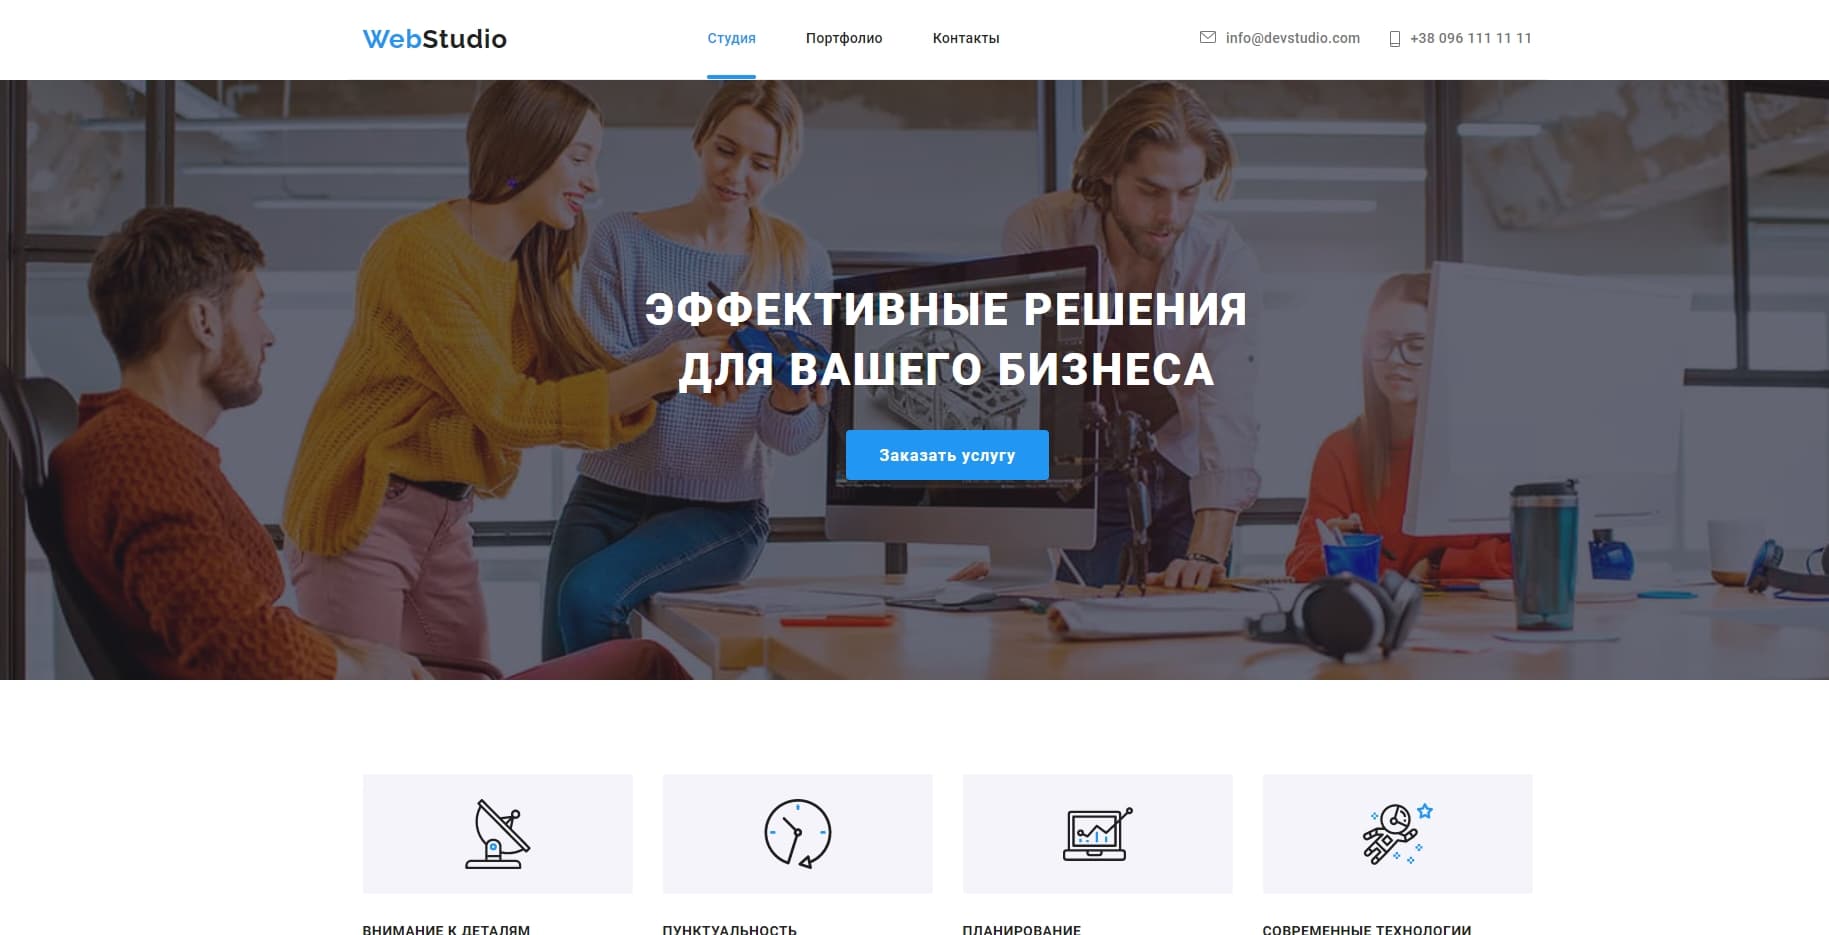 WebStudio
Студия
Портфолио
Контакты
info@devstudio.com
+38 096 111 11 11
ЭФФЕКТИВНЫЕ РЕШЕНИЯ
ДЛЯ ВАШЕГО БИЗНЕСА
Заказать услугу
ВНИМАНИЕ К ДЕТАЛЯМ
ПУНКТУАЛЬНОСТЬ
ПЛАНИРОВАНИЕ
СОВРЕМЕННЫЕ ТЕХНОЛОГИИ